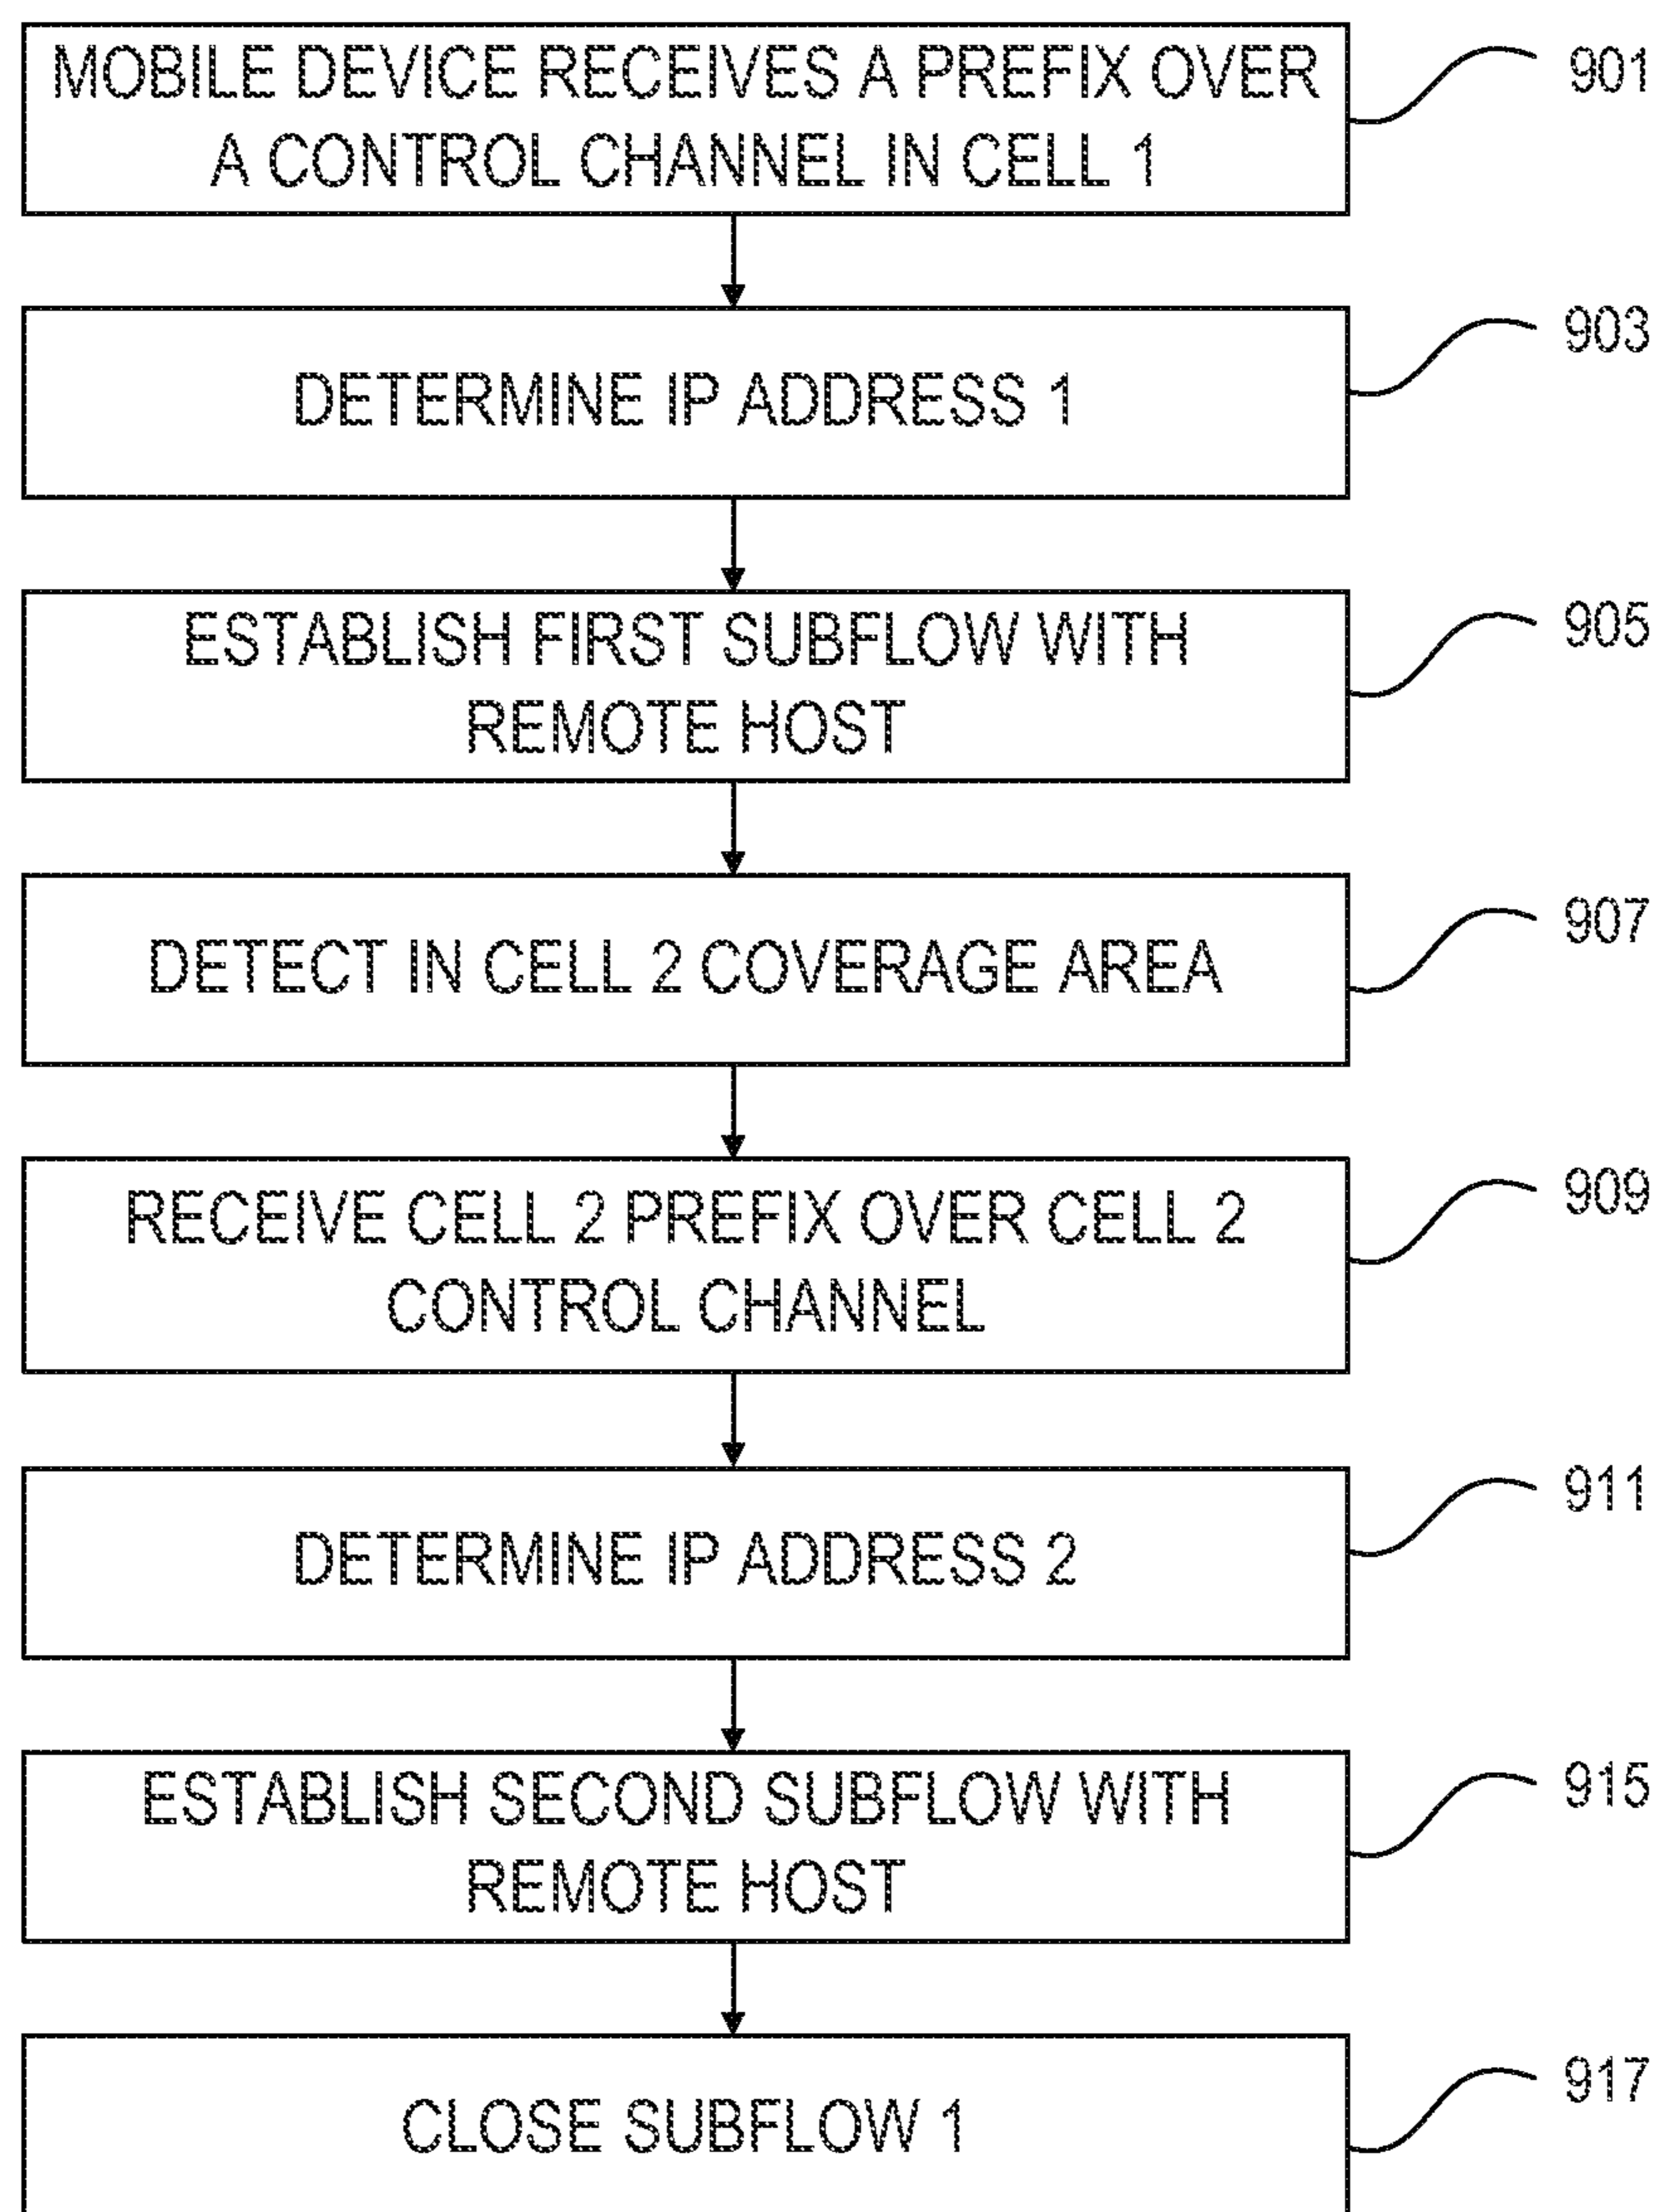 MOBILE DEVICE RECEIVES A PREFIX OVER
A CONTROL CHANNEL IN CELL 1
901
DETERMINE IP ADDRESS 1
903
ESTABLISH FIRST SUBFLOW WITH
REMOTE HOST
905
DETECT IN CELL 2 COVERAGE AREA
907
RECEIVE CELL 2 PREFIX OVER CELL 2
CONTROL CHANNEL
909
DETERMINE IP ADDRESS 2
911
ESTABLISH SECOND SUBFLOW WITH
REMOTE HOST
915
CLOSE SUBFLOW 1
917